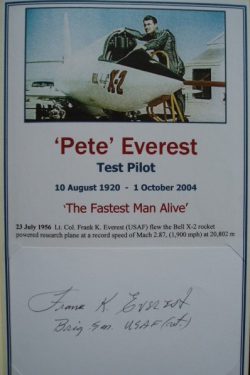 X-2
'Pete' Everest
Test Pilot
10 August 1920 - 1 October 2004
'The Fastest Man Alive'
23 July 1956 Lt. Col. Frank K. Everest (USAF) flew the Bell X-2 rocket
powered research plane at a record speed of Mach 2.87, (1,900 mph) at 20,802 m
Frank K Everest
Brig Gen. USAF (ret)